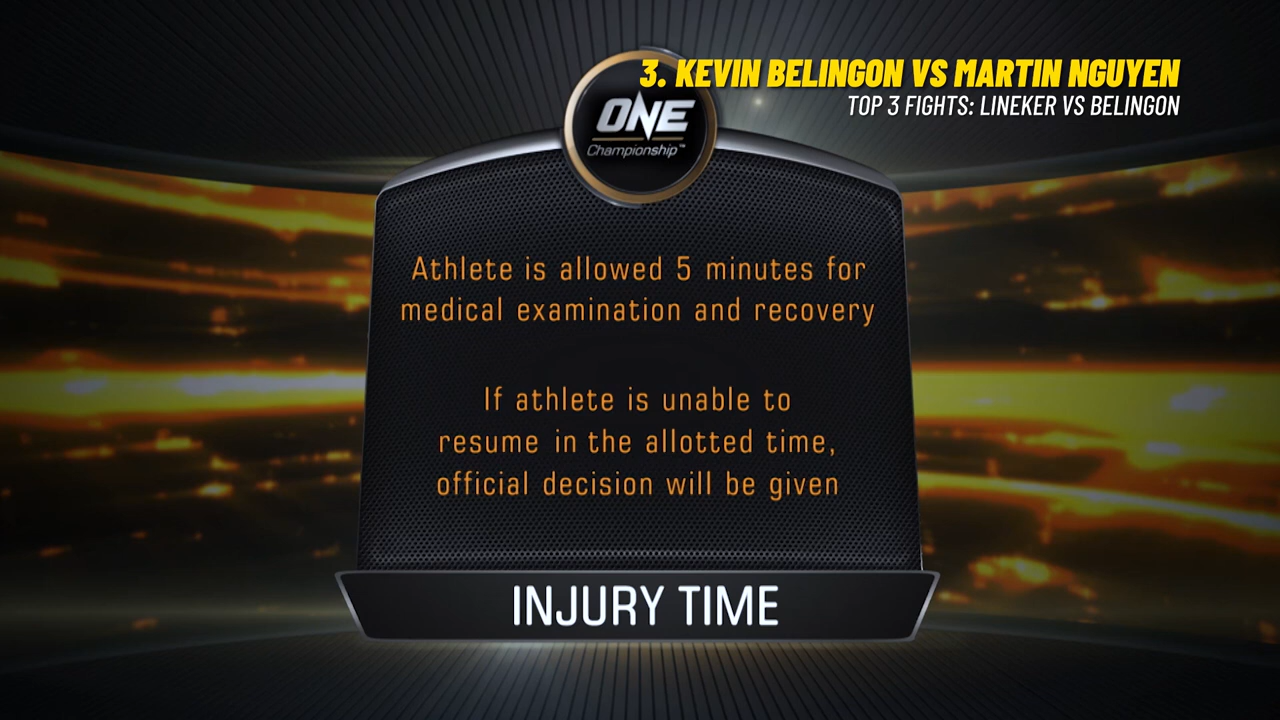 3. KEVIN BELINGON VS MARTIN NGUYEN
TOP 3 FIGHTS: LINEKER VS BELINGON
ONE
Championship™
Athlete is allowed 5 minutes for
medical examination and recovery
If athlete is unable to
resume in the allotted time,
official decision will be given
INJURY TIME